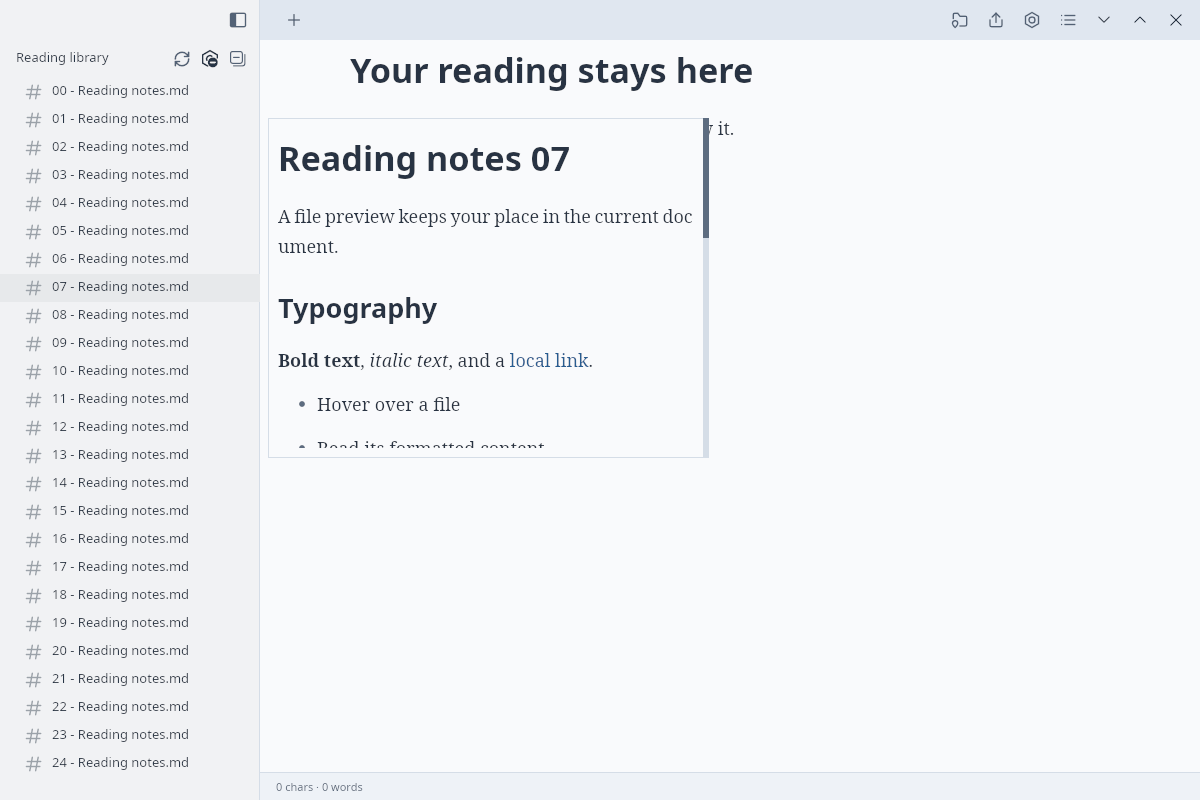 Reading library
00 - Reading notes.md
01 - Reading notes.md
02 - Reading notes.md
03 - Reading notes.md
04 - Reading notes.md
05 - Reading notes.md
06 - Reading notes.md
07 - Reading notes.md
08 - Reading notes.md
09 - Reading notes.md
10 - Reading notes.md
11 - Reading notes.md
12 - Reading notes.md
13 - Reading notes.md
14 - Reading notes.md
15 - Reading notes.md
16 - Reading notes.md
17 - Reading notes.md
18 - Reading notes.md
19 - Reading notes.md
20 - Reading notes.md
21 - Reading notes.md
22 - Reading notes.md
23 - Reading notes.md
24 - Reading notes.md
Your reading stays here
it.
Reading notes 07
A file preview keeps your place in the current doc
ument.
Typography
Bold text, italic text, and a local link.
• Hover over a file
• Read its formatted content
0 chars · 0 words